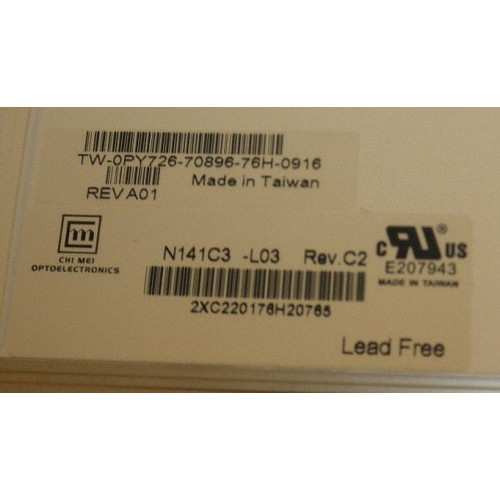 TW-0PY726-70896-76H-0916
REV A01 Made in Taiwan
CHI MEI
OPTOELECTRONICS
N141C3 -L03 Rev.C2
2XC220176H20765
C RU US
E207943
MADE IN TAIWAN
Lead Free